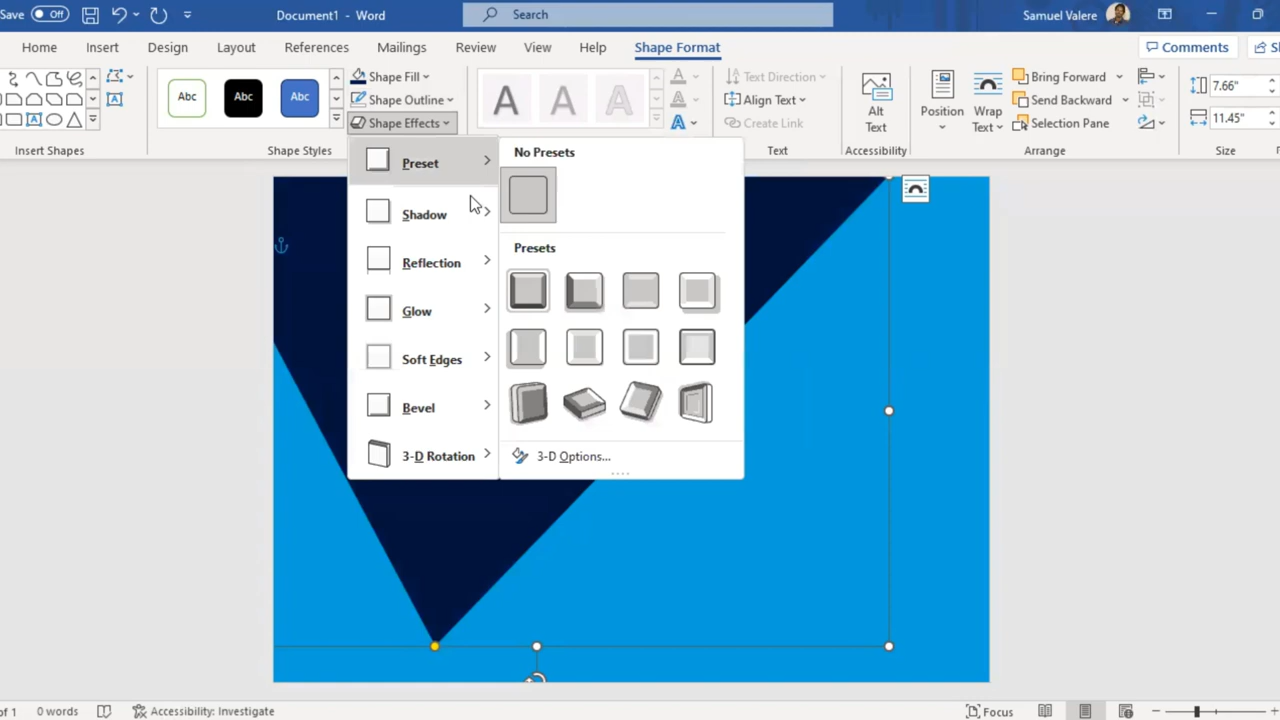 Save Off Document1 - Word Search Samuel Valere
Home Insert Design Layout References Mailings Review View Help Shape Format Comments
Abc Abc Abc
Shape Fill
Shape Outline
Shape Effects
A A A
A
A
A
Text Direction
Align Text
Create Link
Alt
Text
Position
Wrap
Text
Bring Forward
Send Backward
Selection Pane
7.66"
11.45"
Insert Shapes Shape Styles Text Accessibility Arrange Size
Preset
Shadow
Reflection
Glow
Soft Edges
Bevel
3-D Rotation
No Presets
Presets
3-D Options...
of 1 0 words Accessibility: Investigate Focus